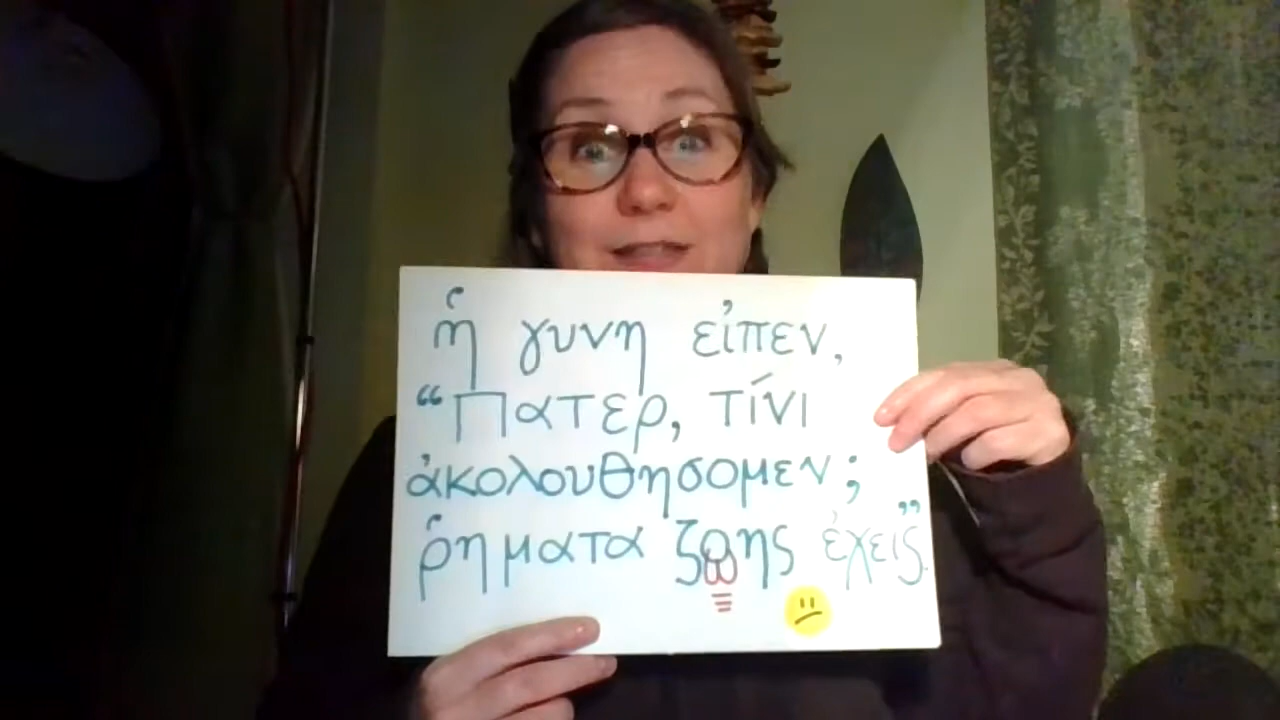 ἡ γυνη εἰπεν,
“Πατερ, τίνι
ἀκολουθησομεν;
ῥηματα ζωης ἐχεις.”